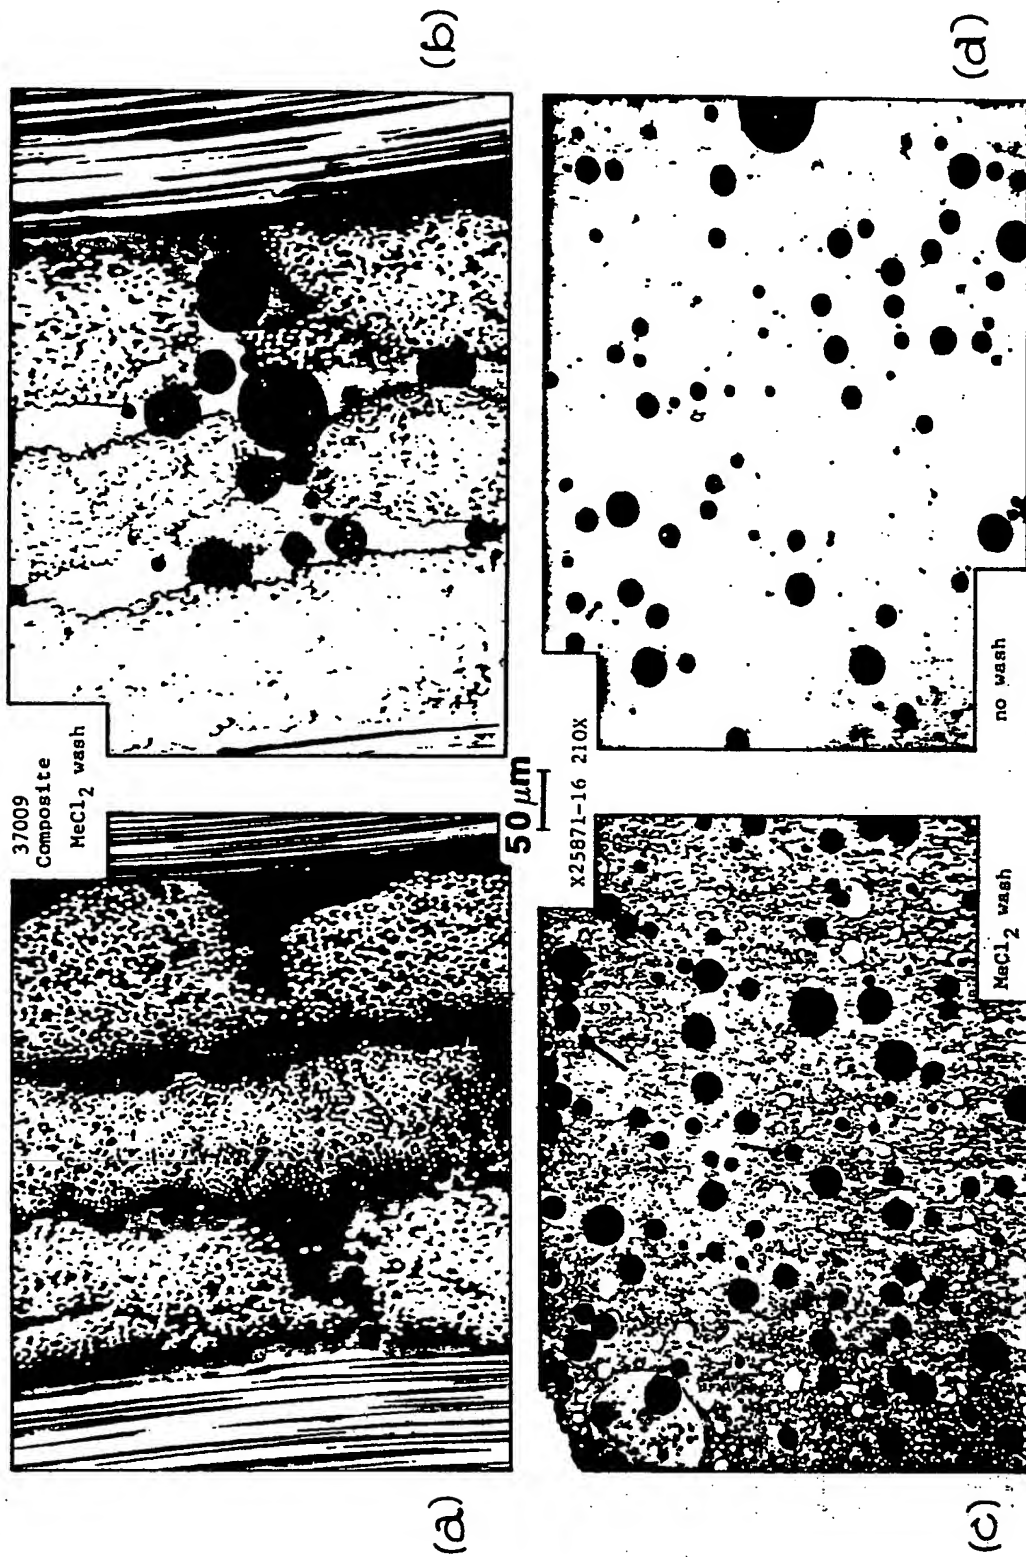 37009
Composite
MeCl2 wash
(a)
(b)
50 μm
X25871-16 210X
MeCl2 wash
no wash
(c)
(d)